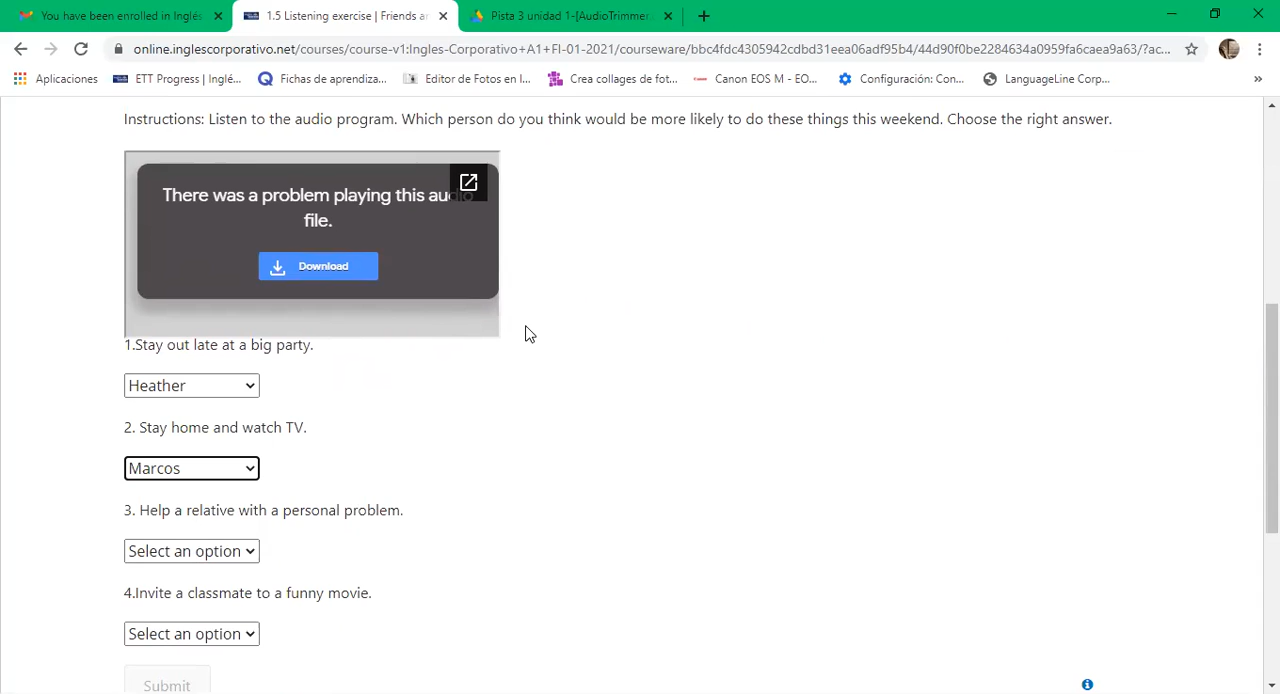 You have been enrolled in Inglés
1.5 Listening exercise | Friends ar
Pista 3 unidad 1-[AudioTrimmer.
online.inglescorporativo.net/courses/course-v1:Ingles-Corporativo+A1+FI-01-2021/courseware/bbc4fdc4305942cdbd31eea06adf95b4/44d90f0be2284634a0959fa6caea9a63/?ac...
Aplicaciones
ETT Progress | Inglé...
Fichas de aprendiza...
Editor de Fotos en l...
Crea collages de fot...
Canon EOS M - EO...
Configuración: Con...
LanguageLine Corp...
»
Instructions: Listen to the audio program. Which person do you think would be more likely to do these things this weekend. Choose the right answer.
There was a problem playing this audio
file.
Download
1.Stay out late at a big party.
Heather
2. Stay home and watch TV.
Marcos
3. Help a relative with a personal problem.
Select an option
4.Invite a classmate to a funny movie.
Select an option
Submit